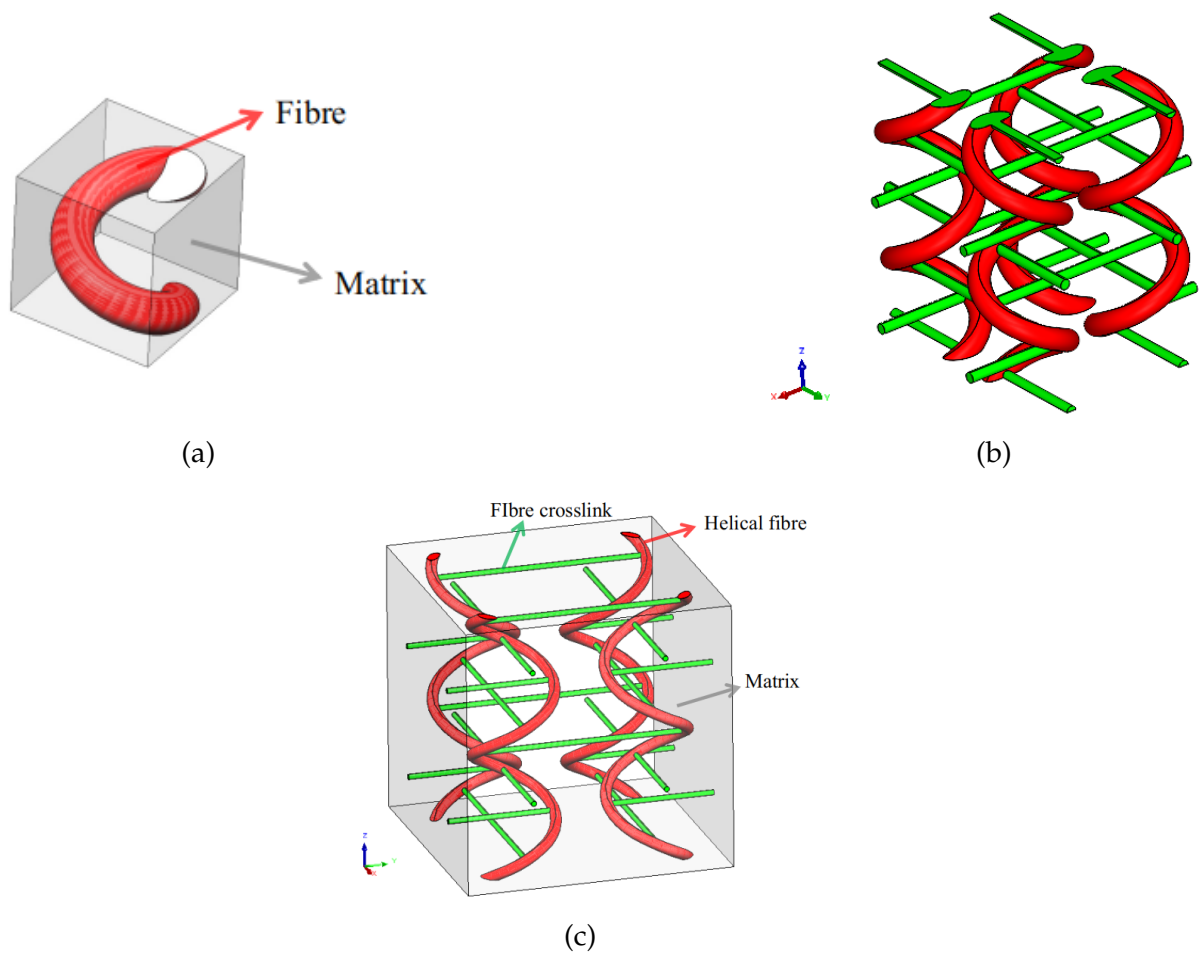 Fibre
Matrix
z
x
y
(a)
(b)
FIbre crosslink
Helical fibre
Matrix
z
y
x
(c)